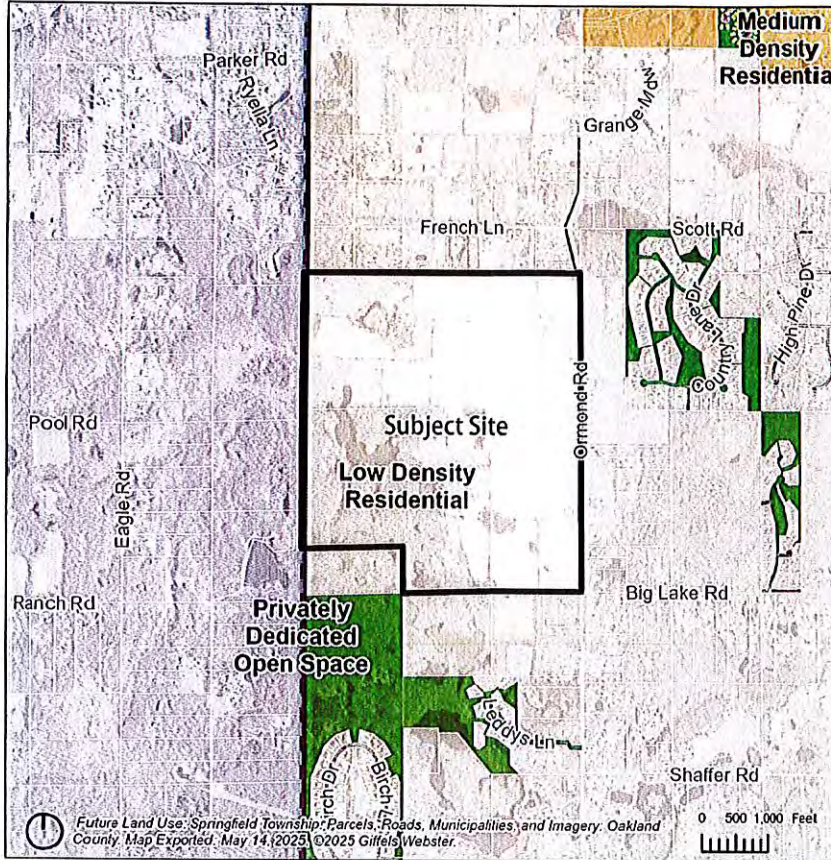 Medium
Density
Residential
Parker Rd
Ryella Ln
Grange Mdw
French Ln
Scott Rd
Country Lane Dr
High Pine Dr
Ormond Rd
Pool Rd
Subject Site
Low Density
Residential
Eagle Rd
Ranch Rd
Big Lake Rd
Privately
Dedicated
Open Space
Leppys Ln
Shaffer Rd
Birch
Future Land Use: Springfield Township; Parcels, Roads, Municipalities, and Imagery: Oakland
County. Map Exported: May 14, 2025. ©2025 Giffels Webster.
0 500 1,000 Feet